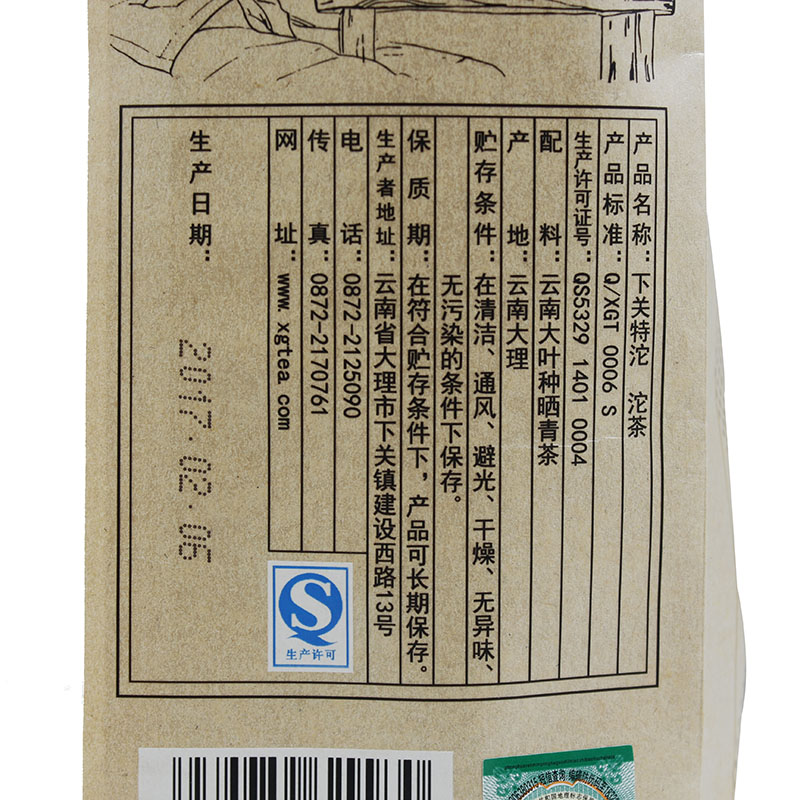 产品名称：下关特沱 沱茶
产品标准：Q/XGT 0006 S
生产许可证号：QS5329 1401 0004
配料：云南大叶种晒青茶
产地：云南大理
贮存条件：在清洁、通风、避光、干燥、无异味、
无污染的条件下保存。
保质期：在符合贮存条件下，产品可长期保存。
生产者地址：云南省大理市下关镇建设西路13号
电话：0872-2125090
传真：0872-2170761
网址：www.xgtea.com
生产日期：2017.02.06
生产许可